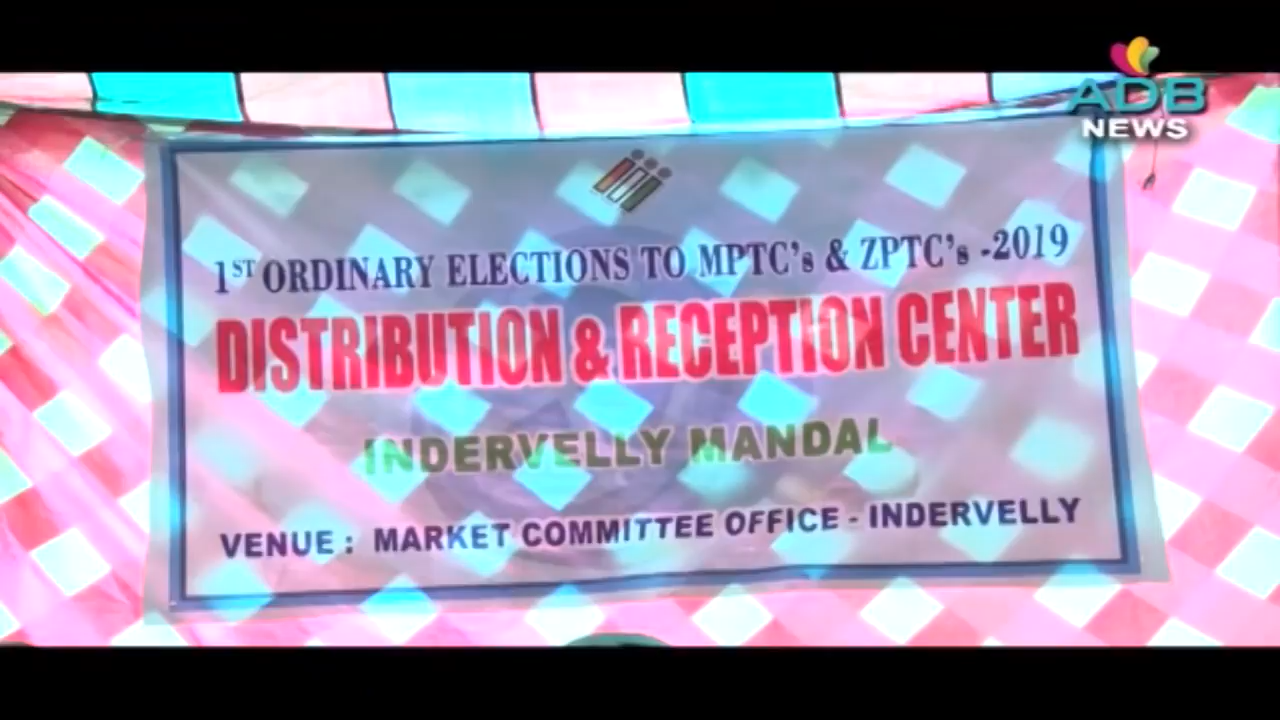 ADB
NEWS
1ST ORDINARY ELECTIONS TO MPTC's & ZPTC's -2019
DISTRIBUTION & RECEPTION CENTER
INDERVELLY MANDAL
VENUE : MARKET COMMITTEE OFFICE - INDERVELLY